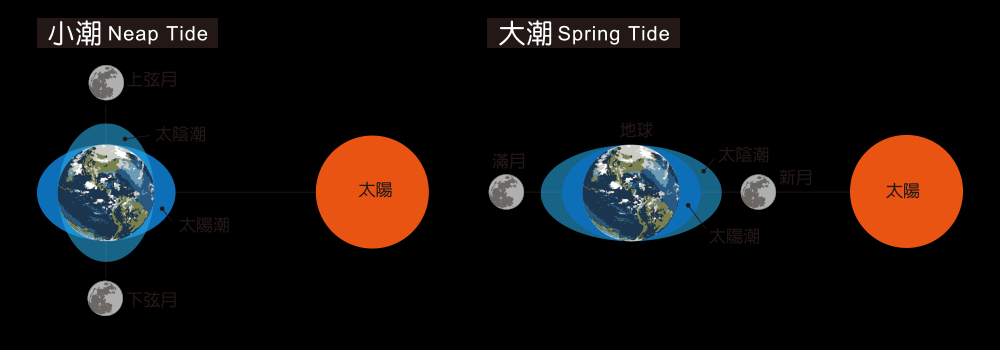 小潮 Neap Tide
上弦月
太陰潮
太陽潮
下弦月
太陽
大潮 Spring Tide
地球
滿月
太陰潮
新月
太陽潮
太陽